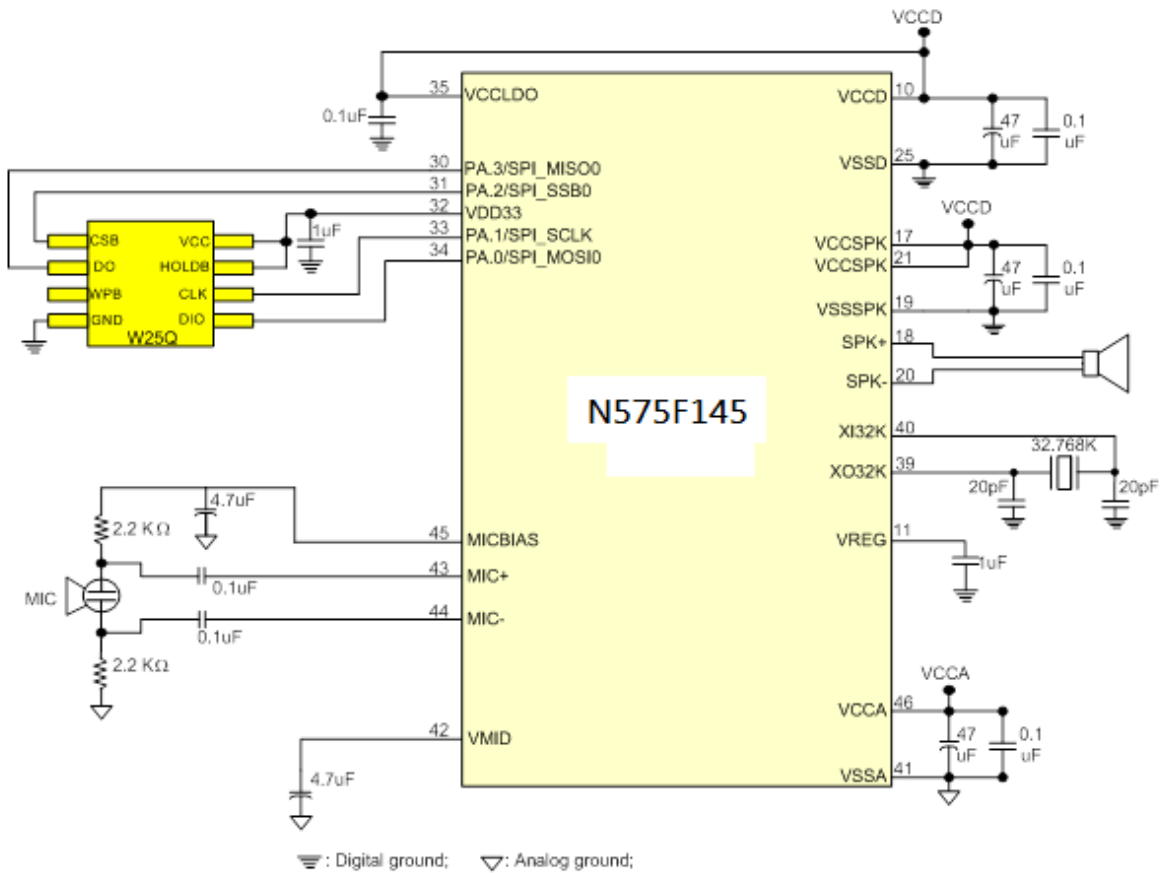 VCCD
35 VCCLDO
0.1uF
VCCD 10
47 uF
0.1 uF
VSSD 25
30 PA.3/SPI_MISO0
31 PA.2/SPI_SSB0
32 VDD33
1uF
33 PA.1/SPI_SCLK
34 PA.0/SPI_MOSI0
CSB VCC
DO HOLDB
WPB CLK
GND DIO
W25Q
VCCD
VCCSPK 17
VCCSPK 21
47 uF
0.1 uF
VSSSPK 19
SPK+ 18
SPK- 20
N575F145
XI32K 40
32.768K
XO32K 39
20pF
20pF
4.7uF
2.2 KΩ
45 MICBIAS
VREG 11
1uF
43 MIC+
0.1uF
MIC
44 MIC-
0.1uF
2.2 KΩ
VCCA
VCCA 46
47 uF
0.1 uF
42 VMID
4.7uF
VSSA 41
: Digital ground; : Analog ground;